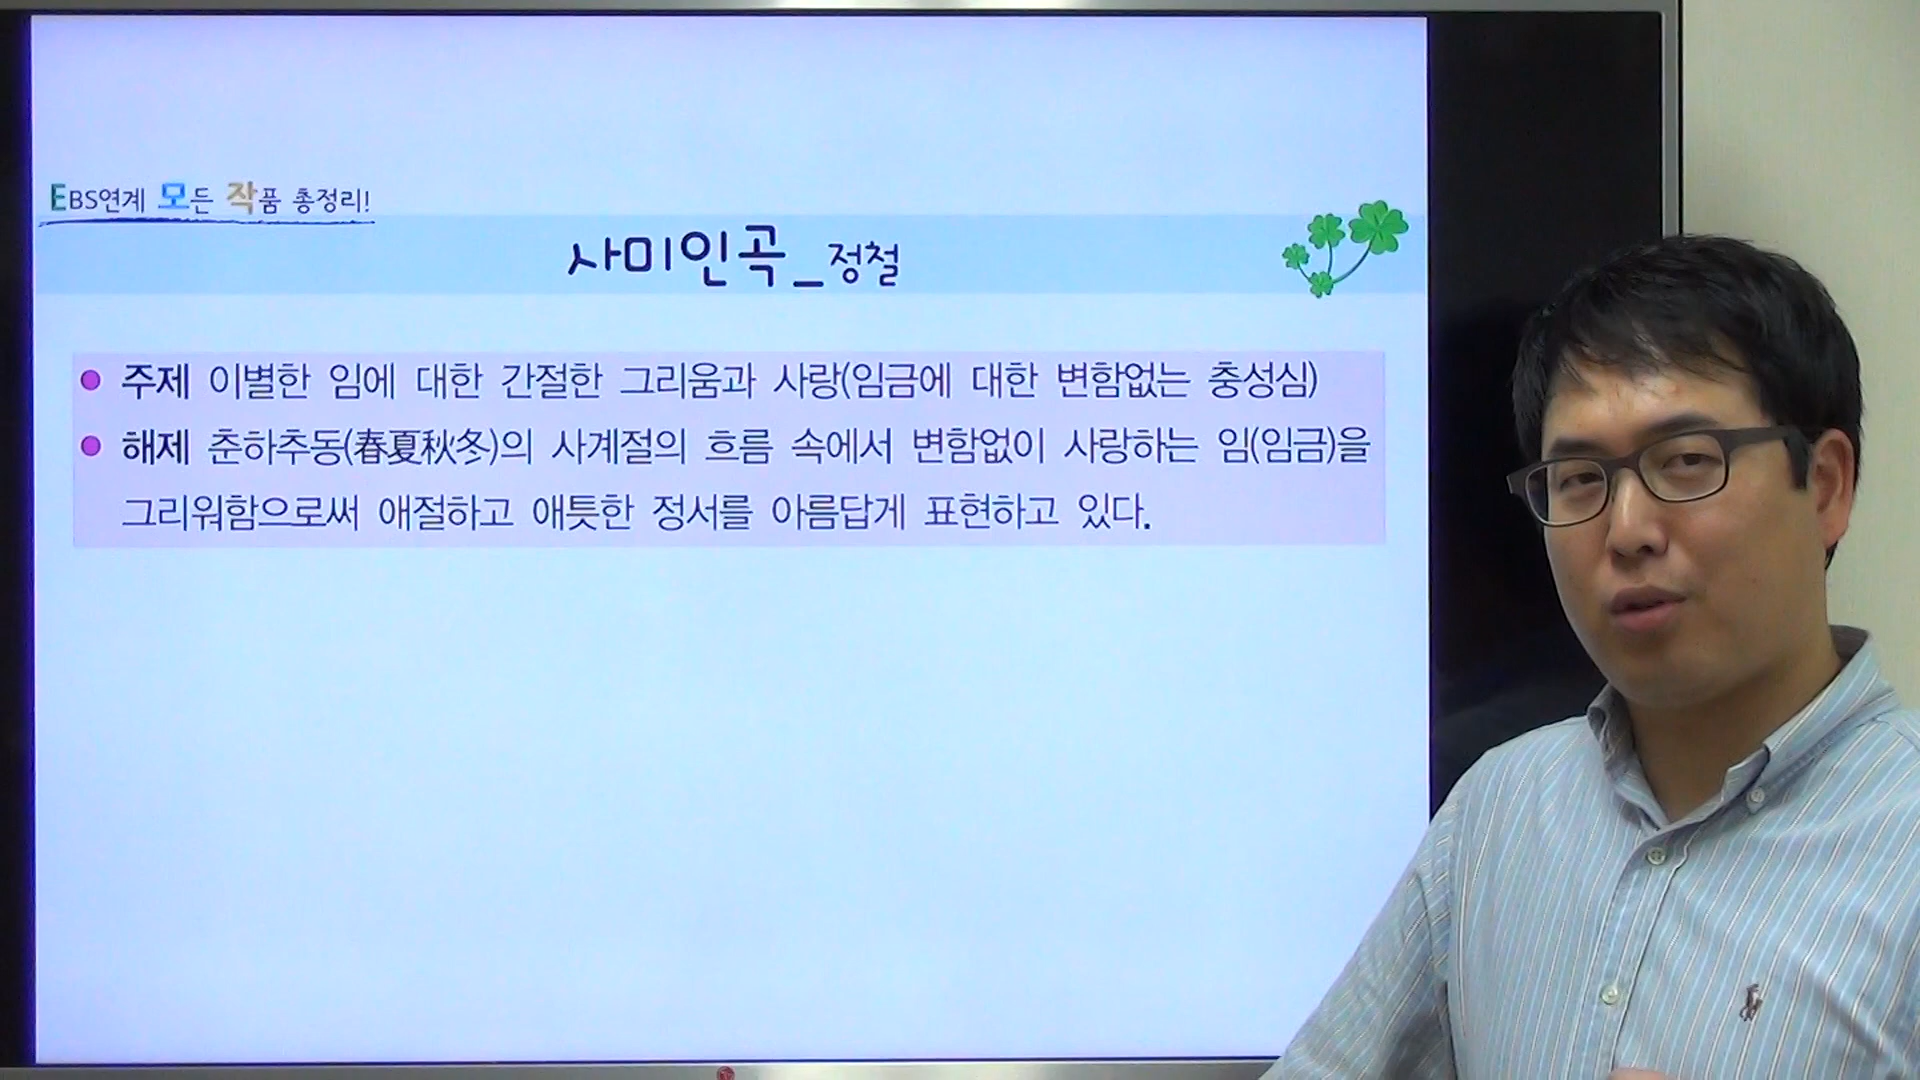 EBS연계 모든 작품 총정리!
사미인곡_정철
주제 이별한 임에 대한 간절한 그리움과 사랑(임금에 대한 변함없는 충성심)
해제 춘하추동(春夏秋冬)의 사계절의 흐름 속에서 변함없이 사랑하는 임(임금)을
그리워함으로써 애절하고 애틋한 정서를 아름답게 표현하고 있다.